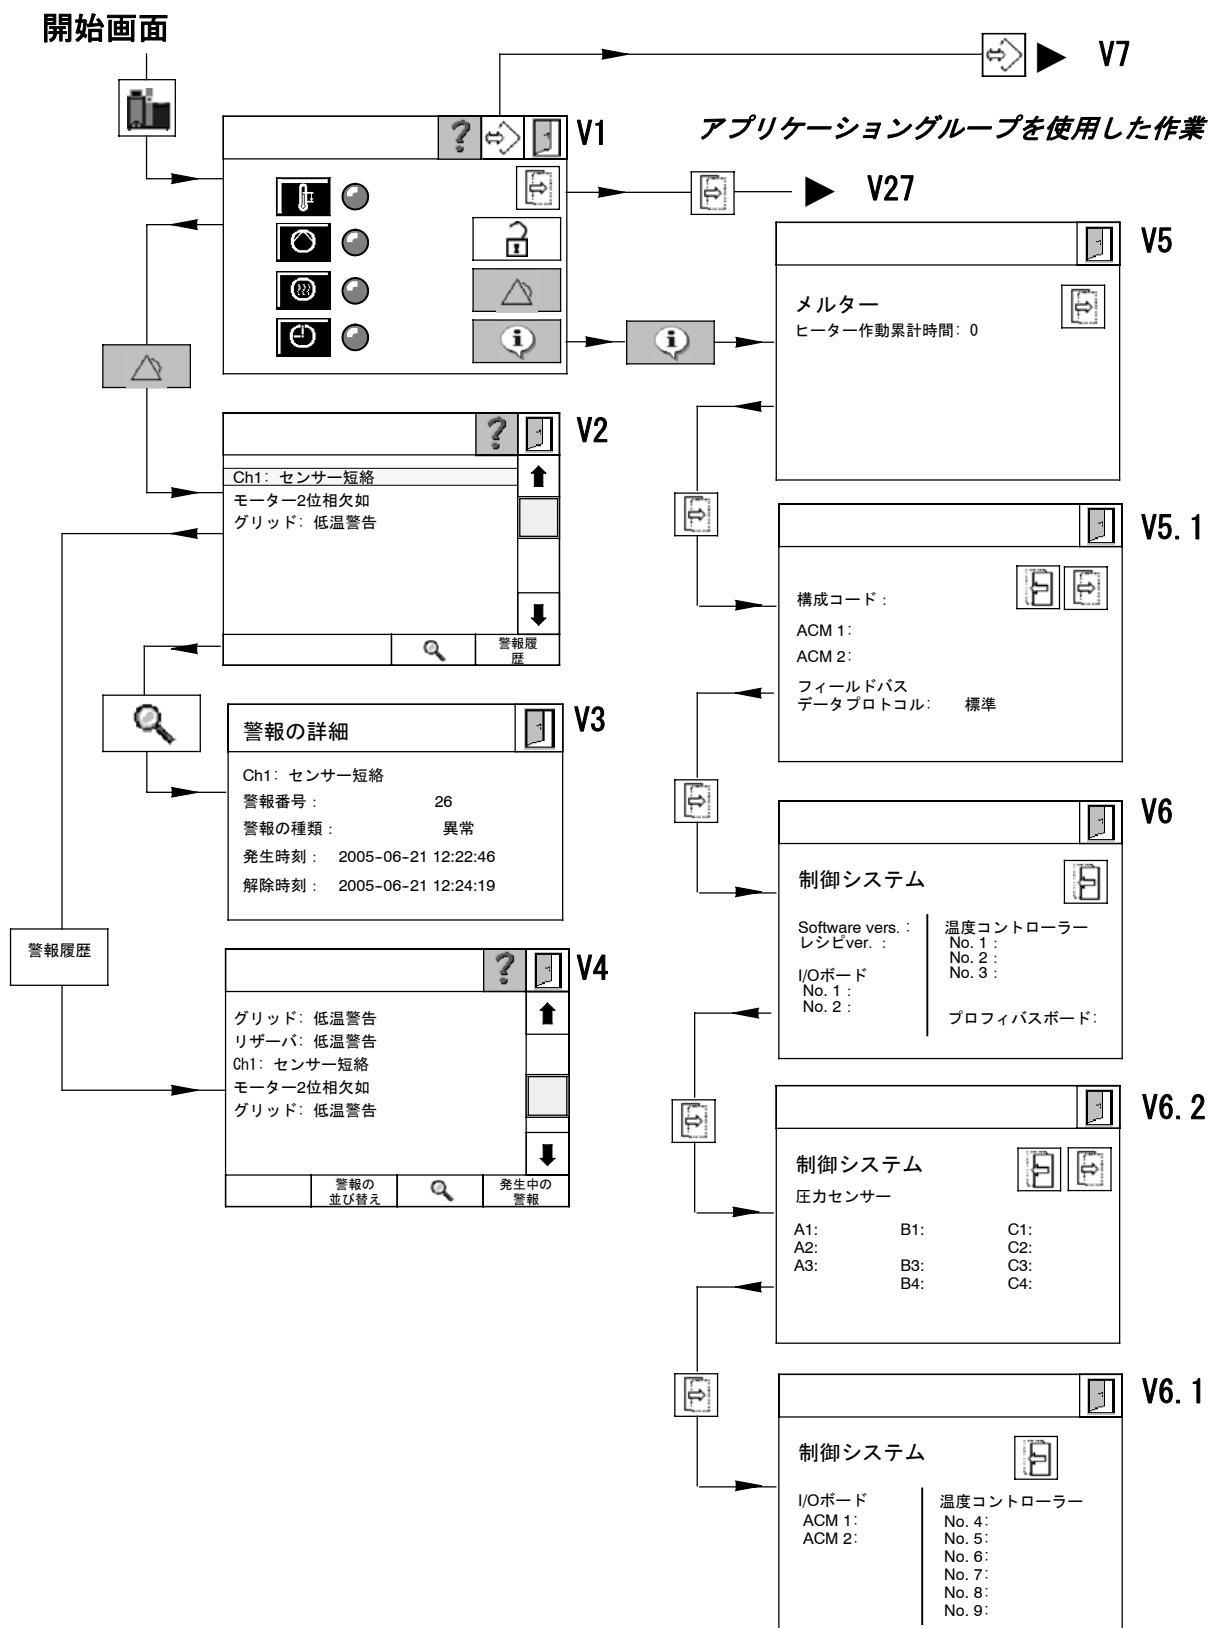 開始画面
V7
V1
アプリケーショングループを使用した作業
V27
V5
メルター
ヒーター作動累計時間: 0
V2
Ch1: センサー短絡
モーター2位相欠如
グリッド: 低温警告
警報履
歴
V5.1
構成コード :
ACM 1:
ACM 2:
フィールドバス
データプロトコル: 標準
V3
警報の詳細
Ch1: センサー短絡
警報番号 : 26
警報の種類 : 異常
発生時刻 : 2005-06-21 12:22:46
解除時刻 : 2005-06-21 12:24:19
V6
制御システム
Software vers. :
レシピver. :
I/Oボード
No. 1 :
No. 2 :
温度コントローラー
No. 1 :
No. 2 :
No. 3 :
プロフィバスボード:
警報履歴
V4
グリッド: 低温警告
リザーバ: 低温警告
Ch1: センサー短絡
モーター2位相欠如
グリッド: 低温警告
警報の
並び替え
発生中の
警報
V6.2
制御システム
圧力センサー
A1: B1: C1:
A2: C2:
A3: B3: C3:
B4: C4:
V6.1
制御システム
I/Oボード
ACM 1:
ACM 2:
温度コントローラー
No. 4:
No. 5:
No. 6:
No. 7:
No. 8:
No. 9: